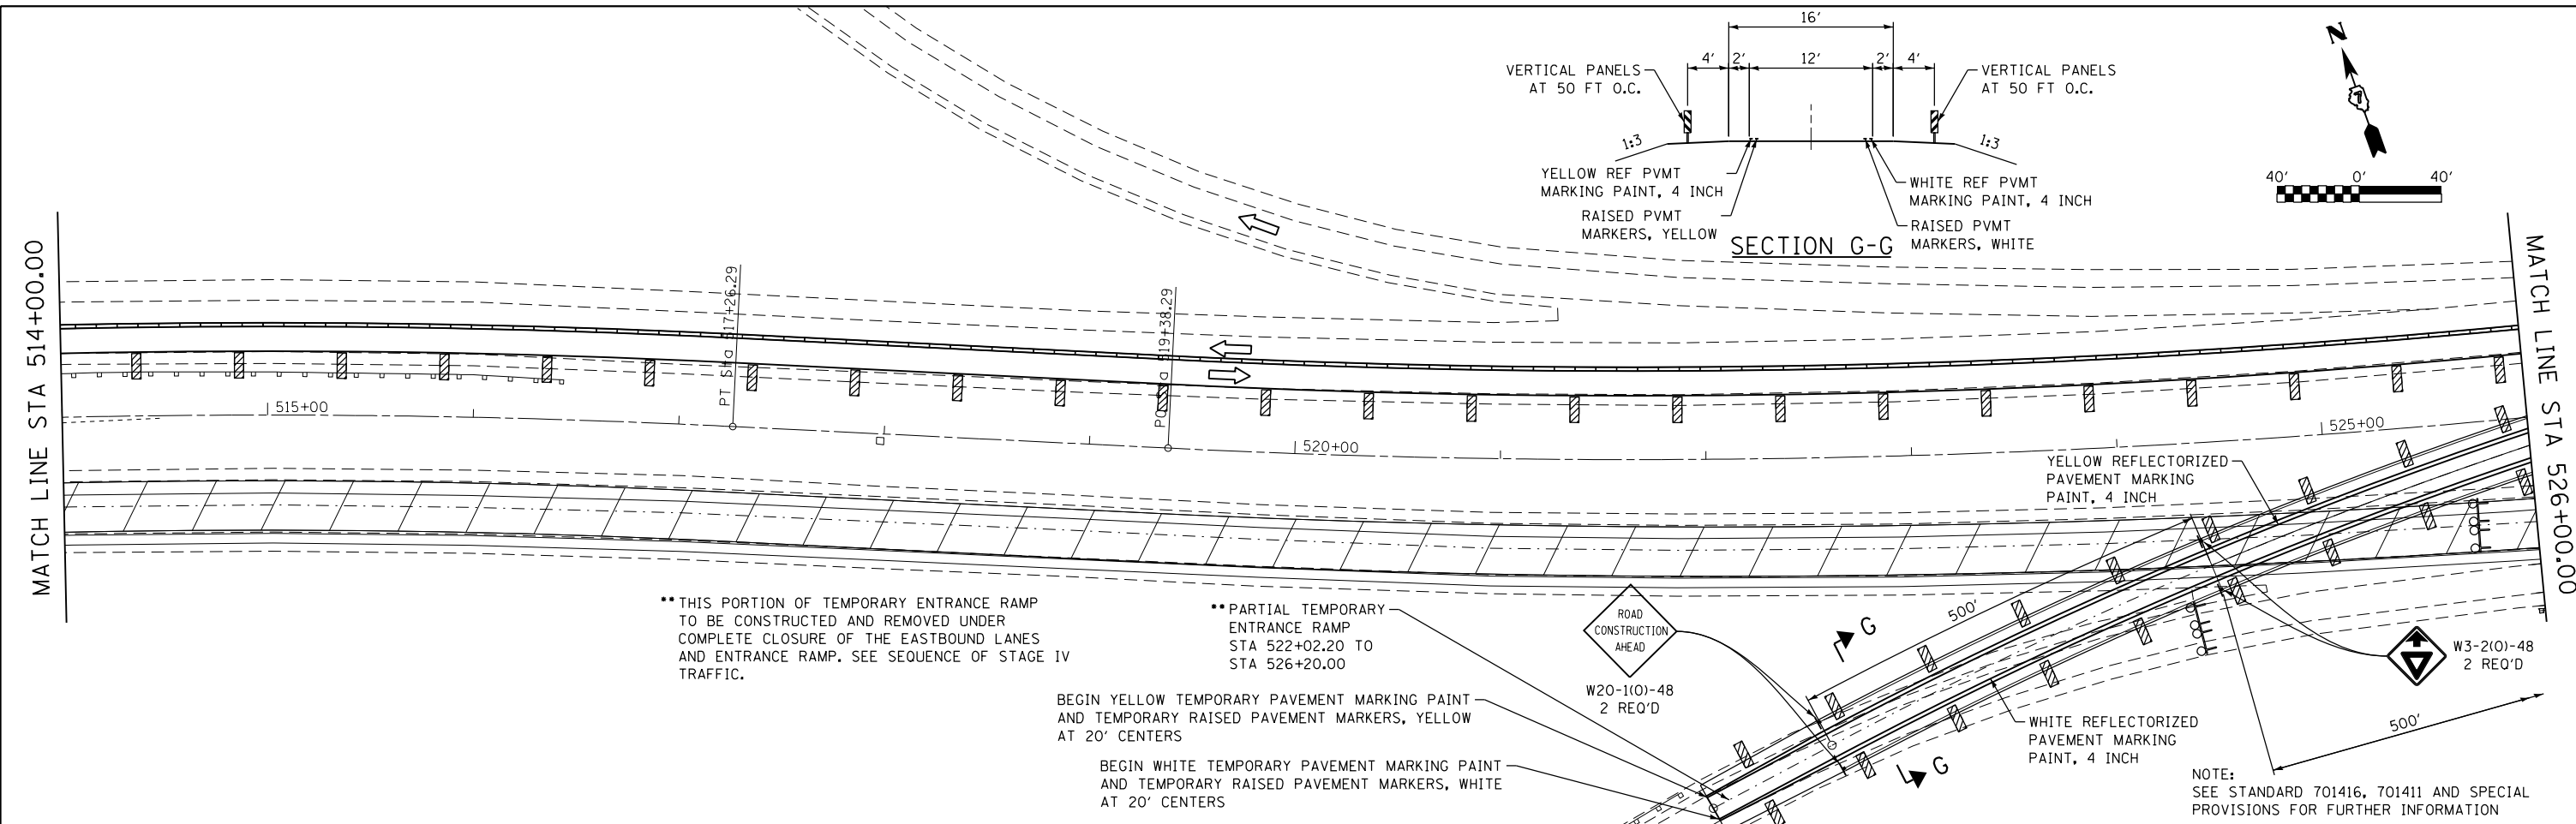 16'
4' 2' 12' 2' 4'
VERTICAL PANELS
AT 50 FT O.C.
VERTICAL PANELS
AT 50 FT O.C.
1:3
1:3
YELLOW REF PVMT
MARKING PAINT, 4 INCH
WHITE REF PVMT
MARKING PAINT, 4 INCH
RAISED PVMT
MARKERS, YELLOW
RAISED PVMT
MARKERS, WHITE
SECTION G-G
N
40' 0' 40'
MATCH LINE STA 514+00.00
MATCH LINE STA 526+00.00
PT Sta 517+26.29
519+38.29
515+00
520+00
525+00
YELLOW REFLECTORIZED
PAVEMENT MARKING
PAINT, 4 INCH
**THIS PORTION OF TEMPORARY ENTRANCE RAMP
TO BE CONSTRUCTED AND REMOVED UNDER
COMPLETE CLOSURE OF THE EASTBOUND LANES
AND ENTRANCE RAMP. SEE SEQUENCE OF STAGE IV
TRAFFIC.
**PARTIAL TEMPORARY
ENTRANCE RAMP
STA 522+02.20 TO
STA 526+20.00
ROAD
CONSTRUCTION
AHEAD
W20-1(O)-48
2 REQ'D
500'
G
G
W3-2(O)-48
2 REQ'D
BEGIN YELLOW TEMPORARY PAVEMENT MARKING PAINT
AND TEMPORARY RAISED PAVEMENT MARKERS, YELLOW
AT 20' CENTERS
BEGIN WHITE TEMPORARY PAVEMENT MARKING PAINT
AND TEMPORARY RAISED PAVEMENT MARKERS, WHITE
AT 20' CENTERS
WHITE REFLECTORIZED
PAVEMENT MARKING
PAINT, 4 INCH
500'
NOTE:
SEE STANDARD 701416, 701411 AND SPECIAL
PROVISIONS FOR FURTHER INFORMATION